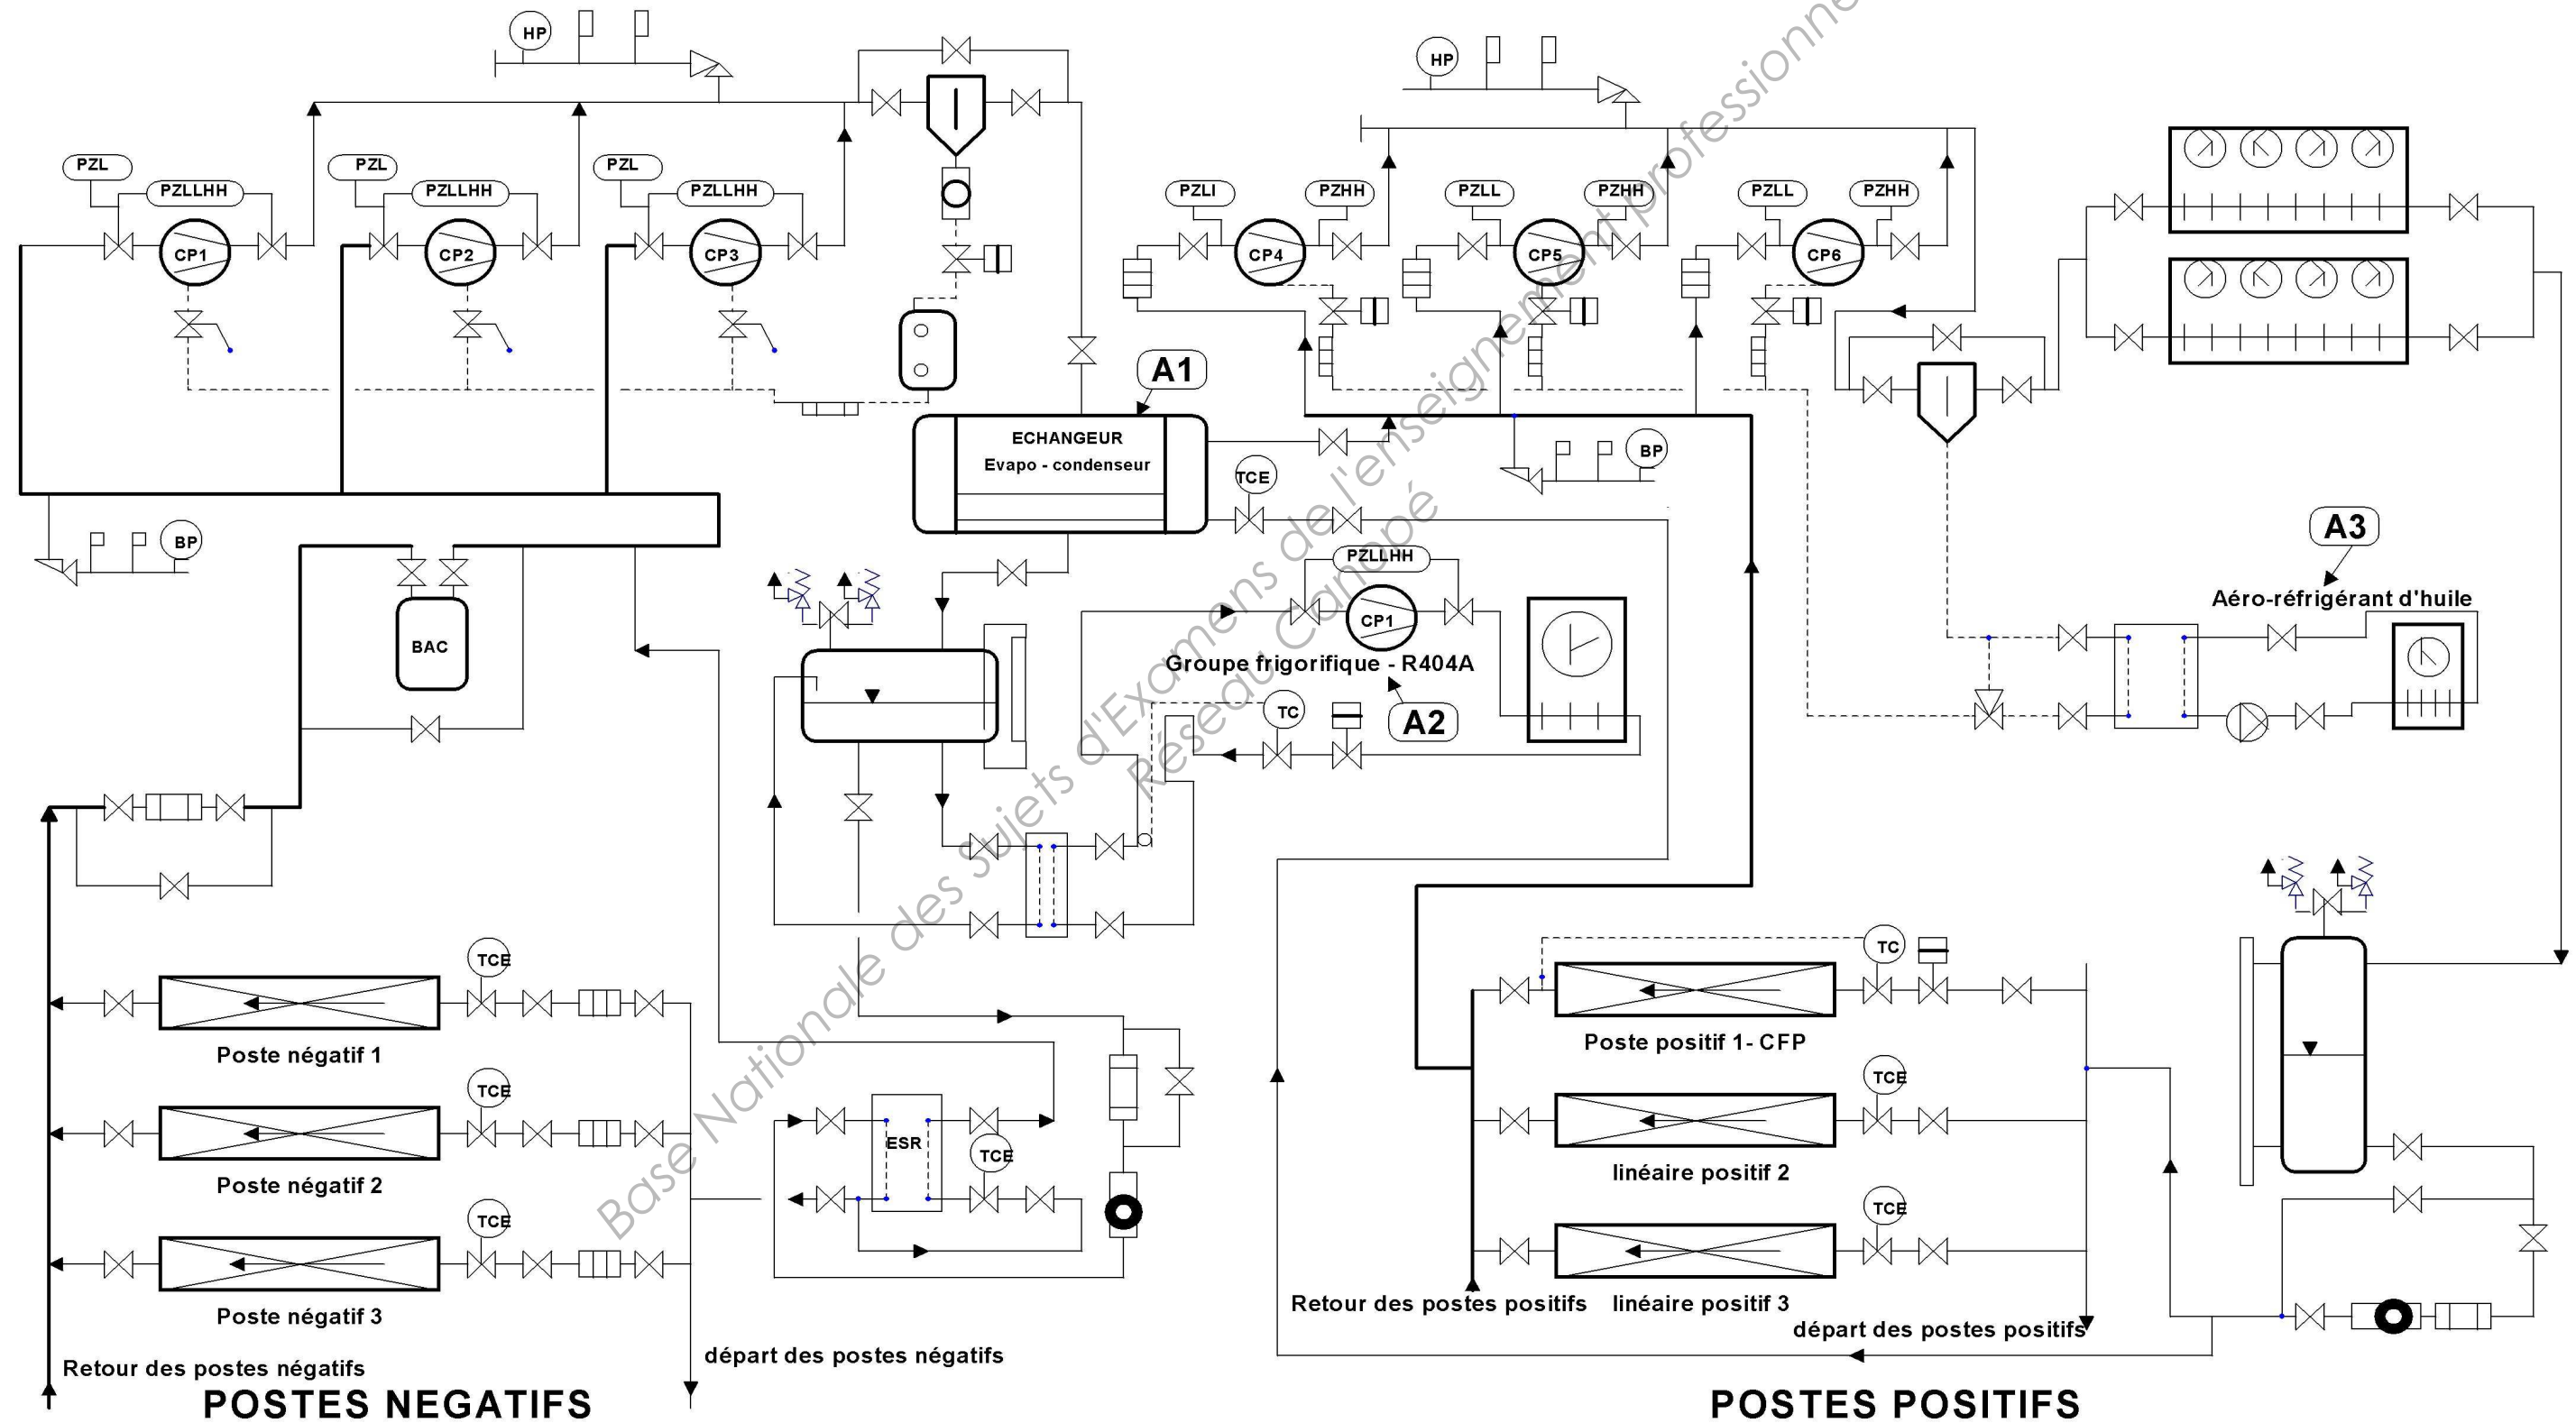 HP
HP
PZL
PZLLHH
PZL
PZLLHH
PZL
PZLLHH
PZLI
PZHH
PZLL
PZHH
PZLL
PZHH
CP1
CP2
CP3
CP4
CP5
CP6
A1
ECHANGEUR
Evapo - condenseur
TCE
BP
BP
A3
Aéro-réfrigérant d'huile
PZLLHH
CP1
Groupe frigorifique - R404A
A2
TC
BAC
TCE
Poste négatif 1
TCE
Poste négatif 2
TCE
Poste négatif 3
ESR
TCE
TC
Poste positif 1- CFP
TCE
linéaire positif 2
TCE
linéaire positif 3
Retour des postes positifs
départ des postes positifs
départ des postes négatifs
Retour des postes négatifs
POSTES NEGATIFS
POSTES POSITIFS
Base Nationale des Sujets d'Examens de l'enseignement professionne
Réseau Canopé